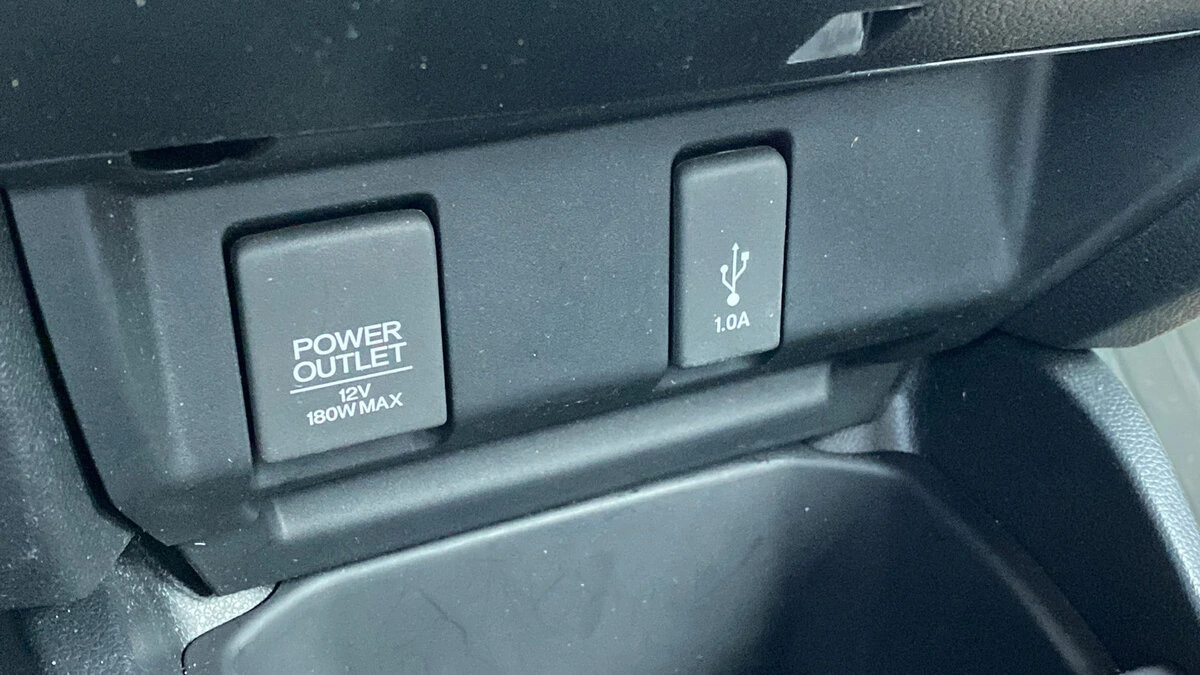 POWER
OUTLET
12V
180W MAX
1.0A